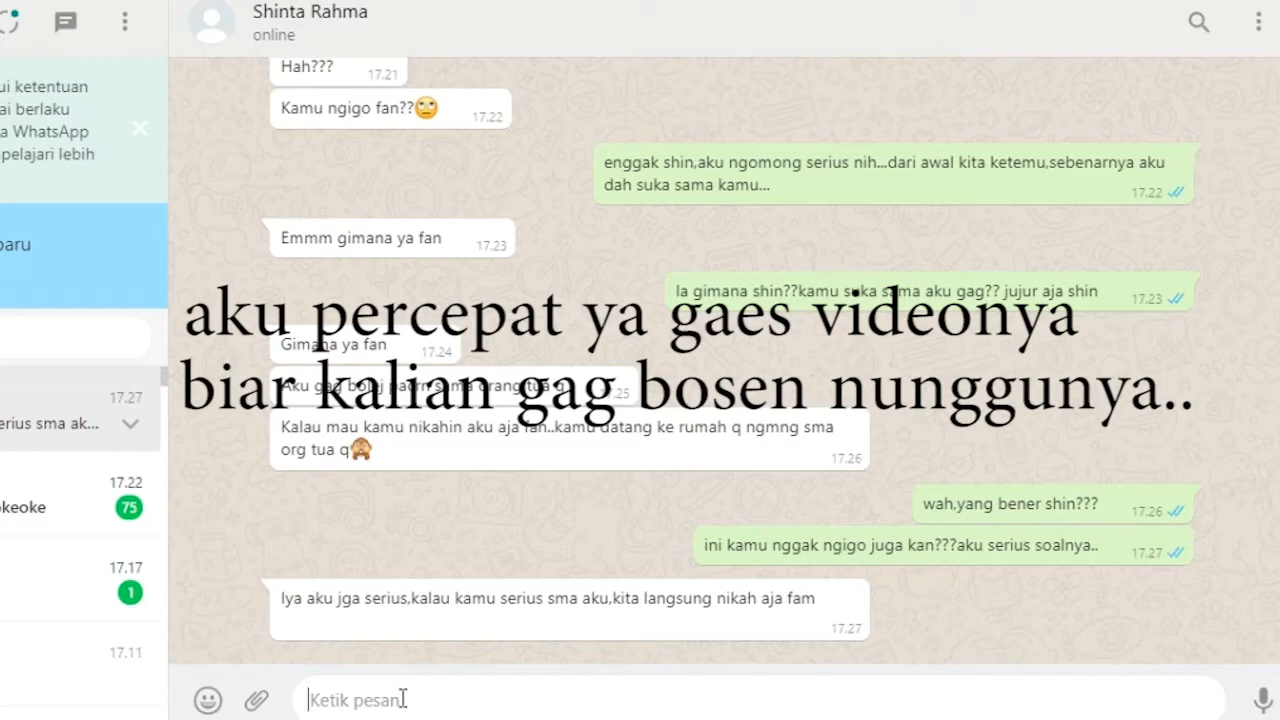 Shinta Rahma
online
ui ketentuan
ai berlaku
a WhatsApp
pelajari lebih
baru
17.27
erius sma ak...
17.22
okeoke
75
17.17
1
17.11
Hah???
17.21
Kamu ngigo fan??🙄
17.22
enggak shin,aku ngomong serius nih...dari awal kita ketemu,sebenarnya aku
dah suka sama kamu...
17.22
Emmm gimana ya fan
17.23
la gimana shin??kamu suka sama aku gag?? jujur aja shin
17.23
aku percepat ya gaes videonya
biar kalian gag bosen nunggunya..
Gimana ya fan
17.24
Aku gag sama orang tua q
17.25
Kalau mau kamu nikahin aku aja fan..kamu datang ke rumah q ngmng sma
org tua q🙈
17.26
wah,yang bener shin???
17.26
ini kamu nggak ngigo juga kan???aku serius soalnya..
17.27
Iya aku jga serius,kalau kamu serius sma aku,kita langsung nikah aja fam
17.27
Ketik pesan